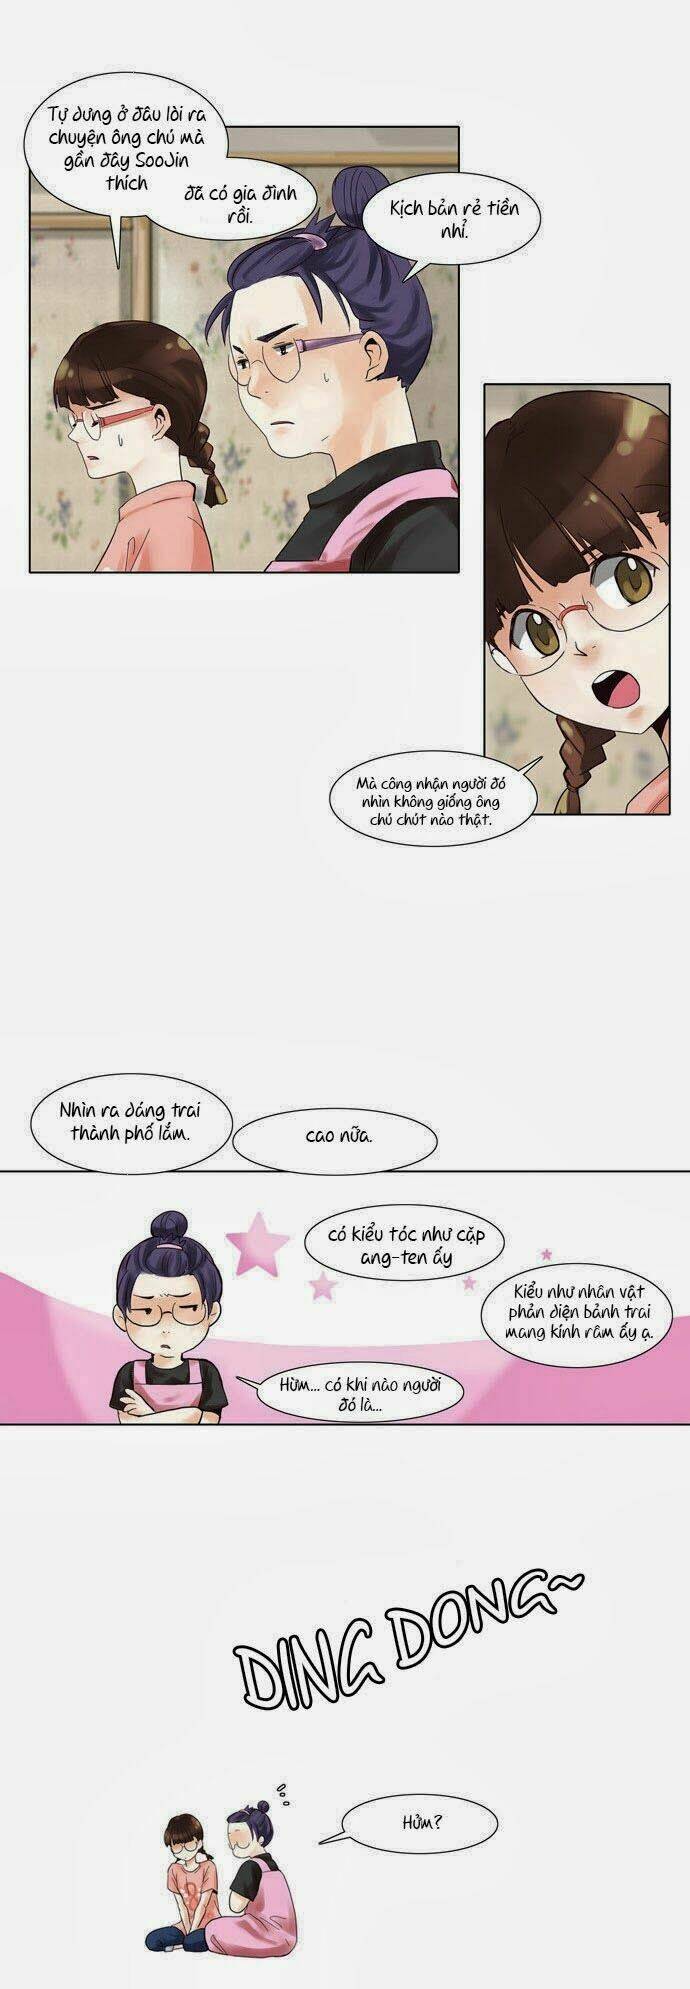 Tự dưng ở đâu lòi ra
chuyện ông chú mà
gần đây SooJin
thích
đã có gia đình
rồi.
Kịch bản rẻ tiền
nhỉ.
Mà công nhận người đó
nhìn không giống ông
chú chút nào thật.
Nhìn ra dáng trai
thành phố lắm.
cao nữa.
có kiểu tóc như cặp
ang-ten ấy
Kiểu như nhân vật
phản diện bảnh trai
mang kính râm ấy ạ.
Hừm... có khi nào người
đó là...
DING DONG~
Hửm?